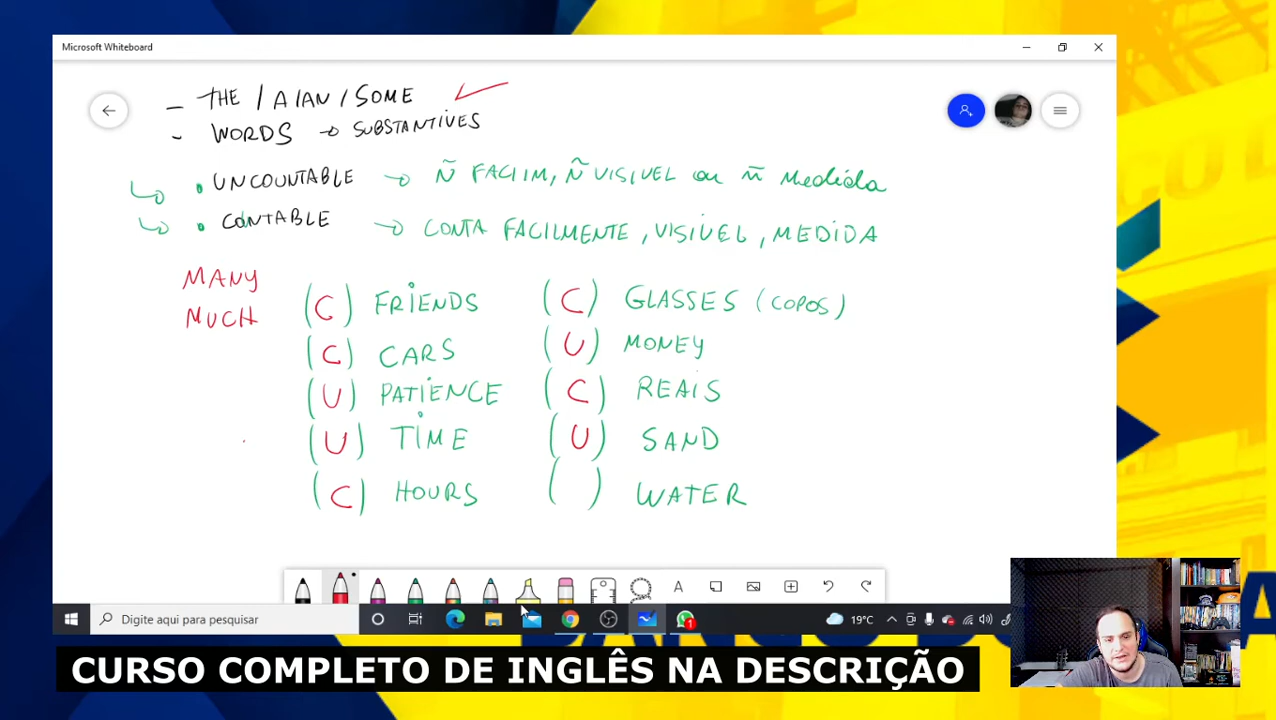 Microsoft Whiteboard
- THE / A / AN / SOME
- WORDS → SUBSTANTIVES
• UNCOUNTABLE → Ñ FACIIM, Ñ VISIVEL ou ñ medida
• CONTABLE → CONTA FACILMENTE, VISIVEL, MEDIDA
MANY
MUCH
(C) FRIENDS (C) GLASSES (COPOS)
(C) CARS (U) MONEY
(U) PATIENCE (C) REAIS
(U) TIME (U) SAND
(C) HOURS ( ) WATER
Digite aqui para pesquisar
19°C
CURSO COMPLETO DE INGLÊS NA DESCRIÇÃO